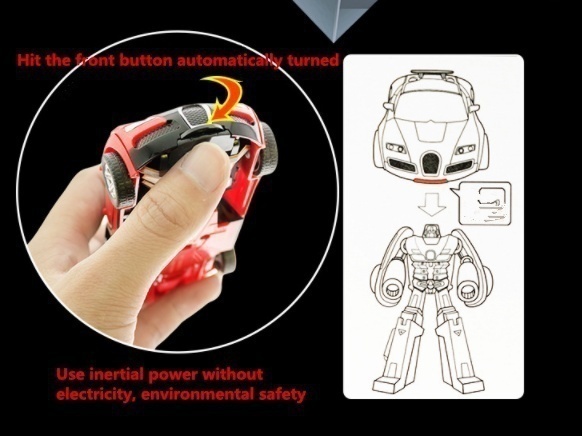 Hit the front button automatically turned
Use inertial power without
electricity, environmental safety